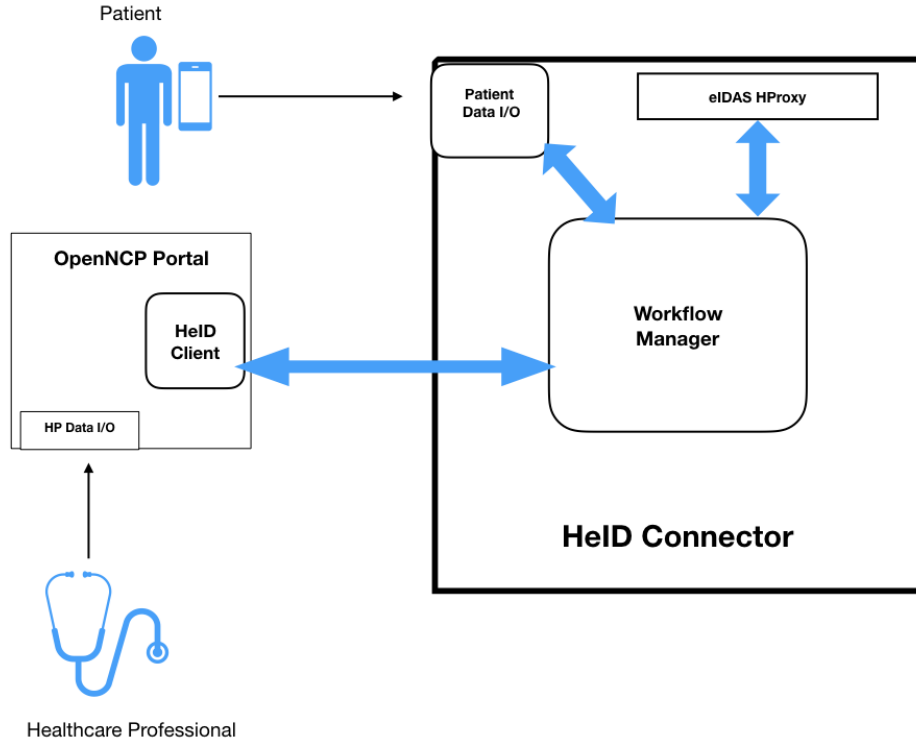 Patient
Patient
Data I/O
eIDAS HProxy
OpenNCP Portal
HeID
Client
Workflow
Manager
HP Data I/O
HeID Connector
Healthcare Professional